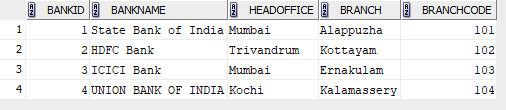 BANKID BANKNAME HEADOFFICE BRANCH BRANCHCODE
1 1 State Bank of India Mumbai Alappuzha 101
2 2 HDFC Bank Trivandrum Kottayam 102
3 3 ICICI Bank Mumbai Ernakulam 103
4 4 UNION BANK OF INDIA Kochi Kalamassery 104